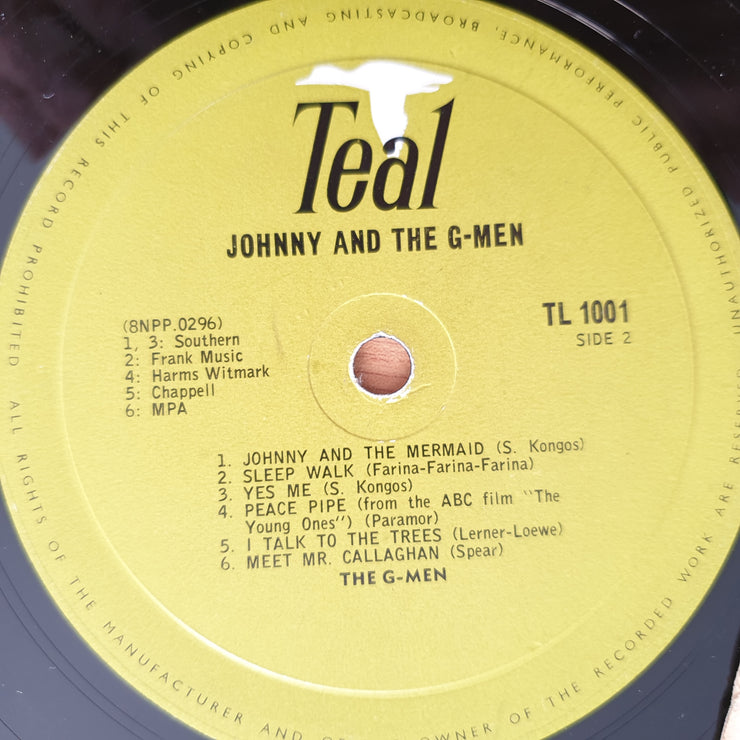 Teal
JOHNNY AND THE G-MEN
TL 1001
SIDE 2
(8NPP.0296)
1, 3: Southern
2: Frank Music
4: Harms Witmark
5: Chappell
6: MPA
1. JOHNNY AND THE MERMAID (S. Kongos)
2. SLEEP WALK (Farina-Farina-Farina)
3. YES ME (S. Kongos)
4. PEACE PIPE (from the ABC film "The
Young Ones") (Paramor)
5. I TALK TO THE TREES (Lerner-Loewe)
6. MEET MR. CALLAGHAN (Spear)
THE G-MEN
ALL RIGHTS OF THE MANUFACTURER AND OWNER OF THE RECORDED WORK ARE RESERVED UNAUTHORIZED PUBLIC PERFORMANCE, BROADCASTING AND COPYING OF THIS RECORD PROHIBITED